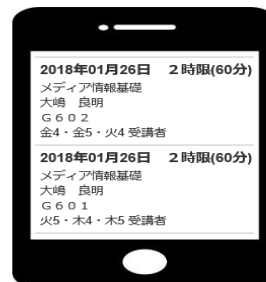 2018年01月26日　２時限(60分)
メディア情報基礎
大嶋　良明
Ｇ６０２
金4・金5・火4 受講者
2018年01月26日　２時限(60分)
メディア情報基礎
大嶋　良明
Ｇ６０１
火5・木4・木5 受講者